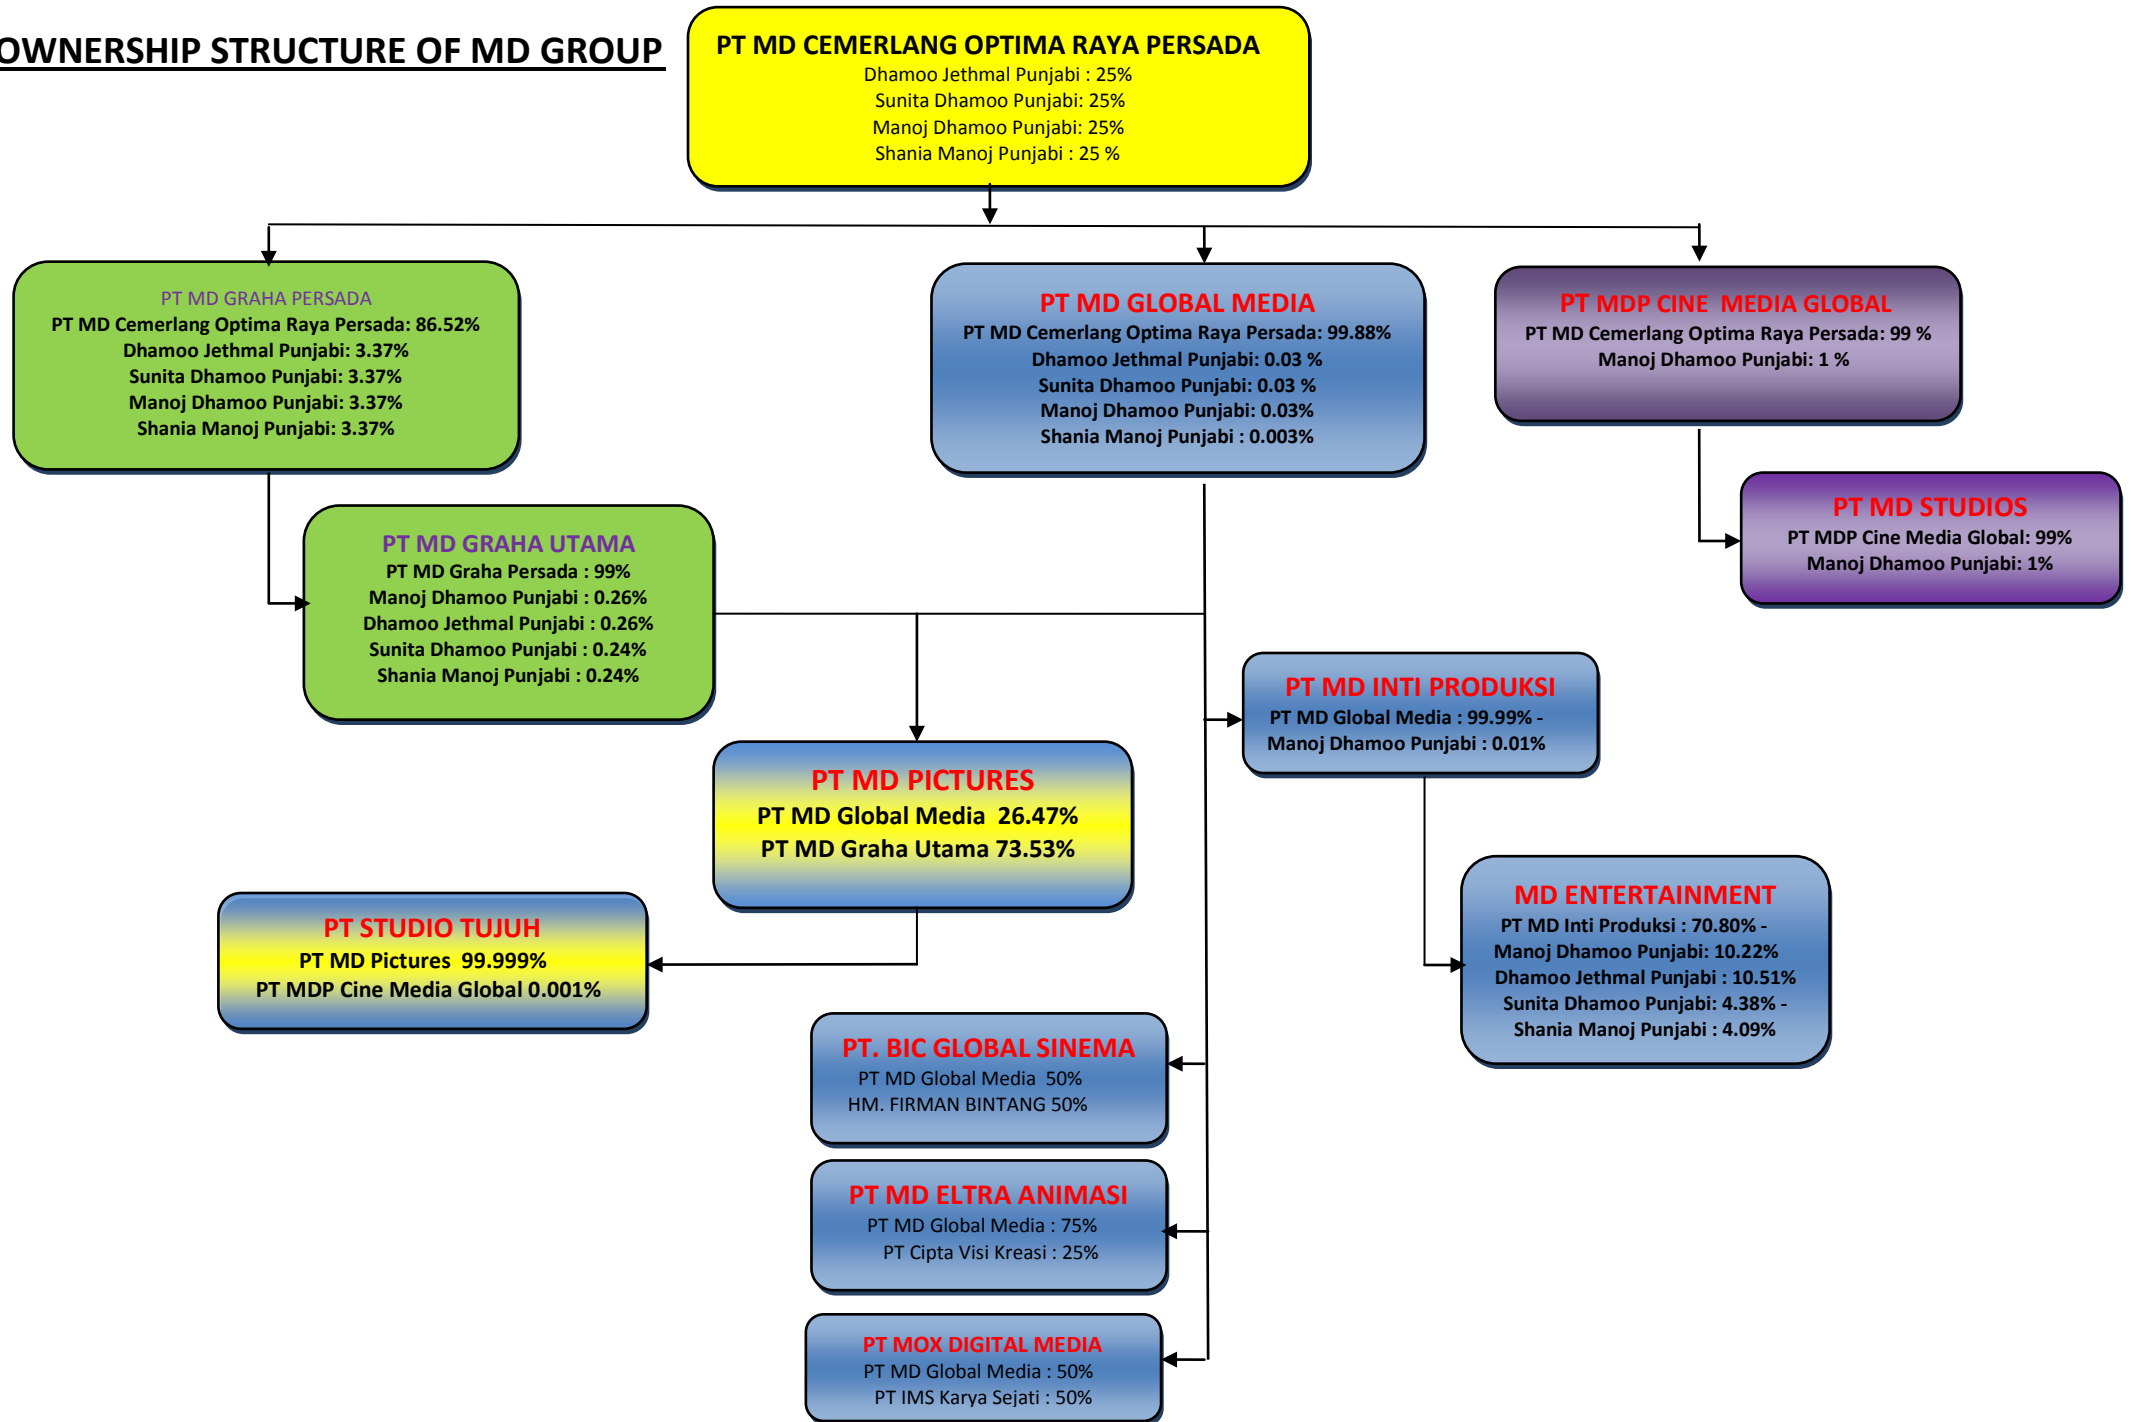 OWNERSHIP STRUCTURE OF MD GROUP
PT MD CEMERLANG OPTIMA RAYA PERSADA
Dhamoo Jethmal Punjabi : 25%
Sunita Dhamoo Punjabi: 25%
Manoj Dhamoo Punjabi: 25%
Shania Manoj Punjabi : 25 %
PT MD GRAHA PERSADA
PT MD Cemerlang Optima Raya Persada: 86.52%
Dhamoo Jethmal Punjabi: 3.37%
Sunita Dhamoo Punjabi: 3.37%
Manoj Dhamoo Punjabi: 3.37%
Shania Manoj Punjabi: 3.37%
PT MD GLOBAL MEDIA
PT MD Cemerlang Optima Raya Persada: 99.88%
Dhamoo Jethmal Punjabi: 0.03 %
Sunita Dhamoo Punjabi: 0.03 %
Manoj Dhamoo Punjabi: 0.03%
Shania Manoj Punjabi : 0.003%
PT MDP CINE MEDIA GLOBAL
PT MD Cemerlang Optima Raya Persada: 99 %
Manoj Dhamoo Punjabi: 1 %
PT MD STUDIOS
PT MDP Cine Media Global: 99%
Manoj Dhamoo Punjabi: 1%
PT MD GRAHA UTAMA
PT MD Graha Persada : 99%
Manoj Dhamoo Punjabi : 0.26%
Dhamoo Jethmal Punjabi : 0.26%
Sunita Dhamoo Punjabi : 0.24%
Shania Manoj Punjabi : 0.24%
PT MD INTI PRODUKSI
PT MD Global Media : 99.99% -
Manoj Dhamoo Punjabi : 0.01%
PT MD PICTURES
PT MD Global Media 26.47%
PT MD Graha Utama 73.53%
MD ENTERTAINMENT
PT MD Inti Produksi : 70.80% -
Manoj Dhamoo Punjabi: 10.22%
Dhamoo Jethmal Punjabi : 10.51%
Sunita Dhamoo Punjabi: 4.38% -
Shania Manoj Punjabi : 4.09%
PT STUDIO TUJUH
PT MD Pictures 99.999%
PT MDP Cine Media Global 0.001%
PT. BIC GLOBAL SINEMA
PT MD Global Media 50%
HM. FIRMAN BINTANG 50%
PT MD ELTRA ANIMASI
PT MD Global Media : 75%
PT Cipta Visi Kreasi : 25%
PT MOX DIGITAL MEDIA
PT MD Global Media : 50%
PT IMS Karya Sejati : 50%